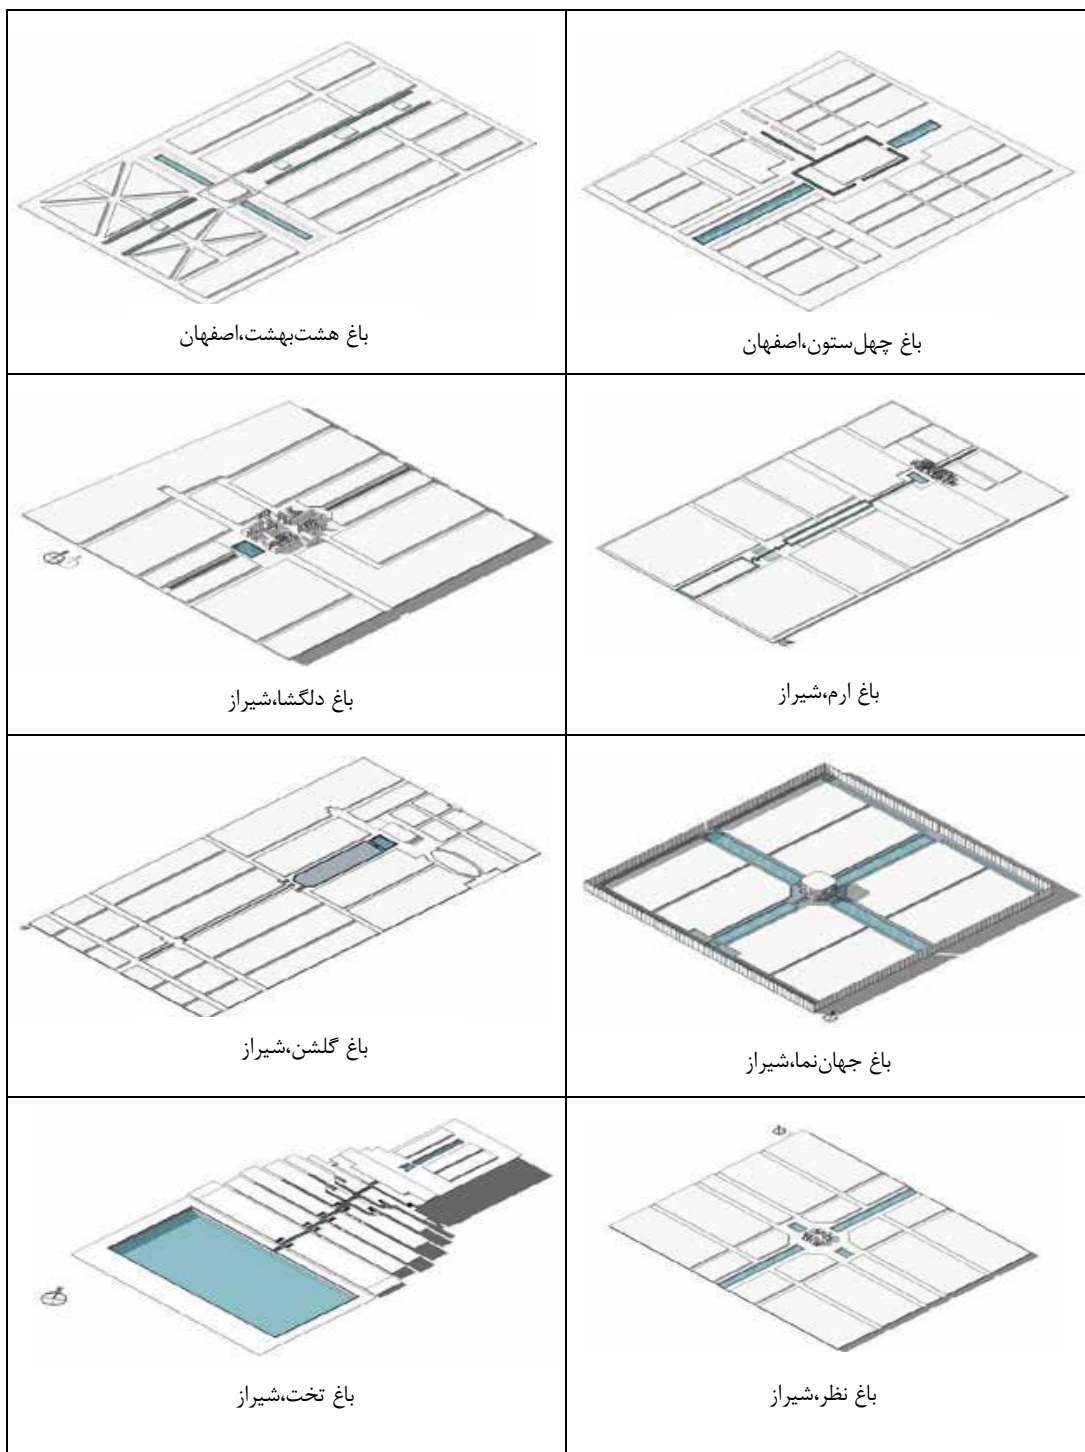 باغ چهل‌ستون،اصفهان
باغ هشت‌بهشت،اصفهان
باغ ارم،شیراز
باغ دلگشا،شیراز
باغ جهان‌نما،شیراز
باغ گلشن،شیراز
باغ نظر،شیراز
باغ تخت،شیراز